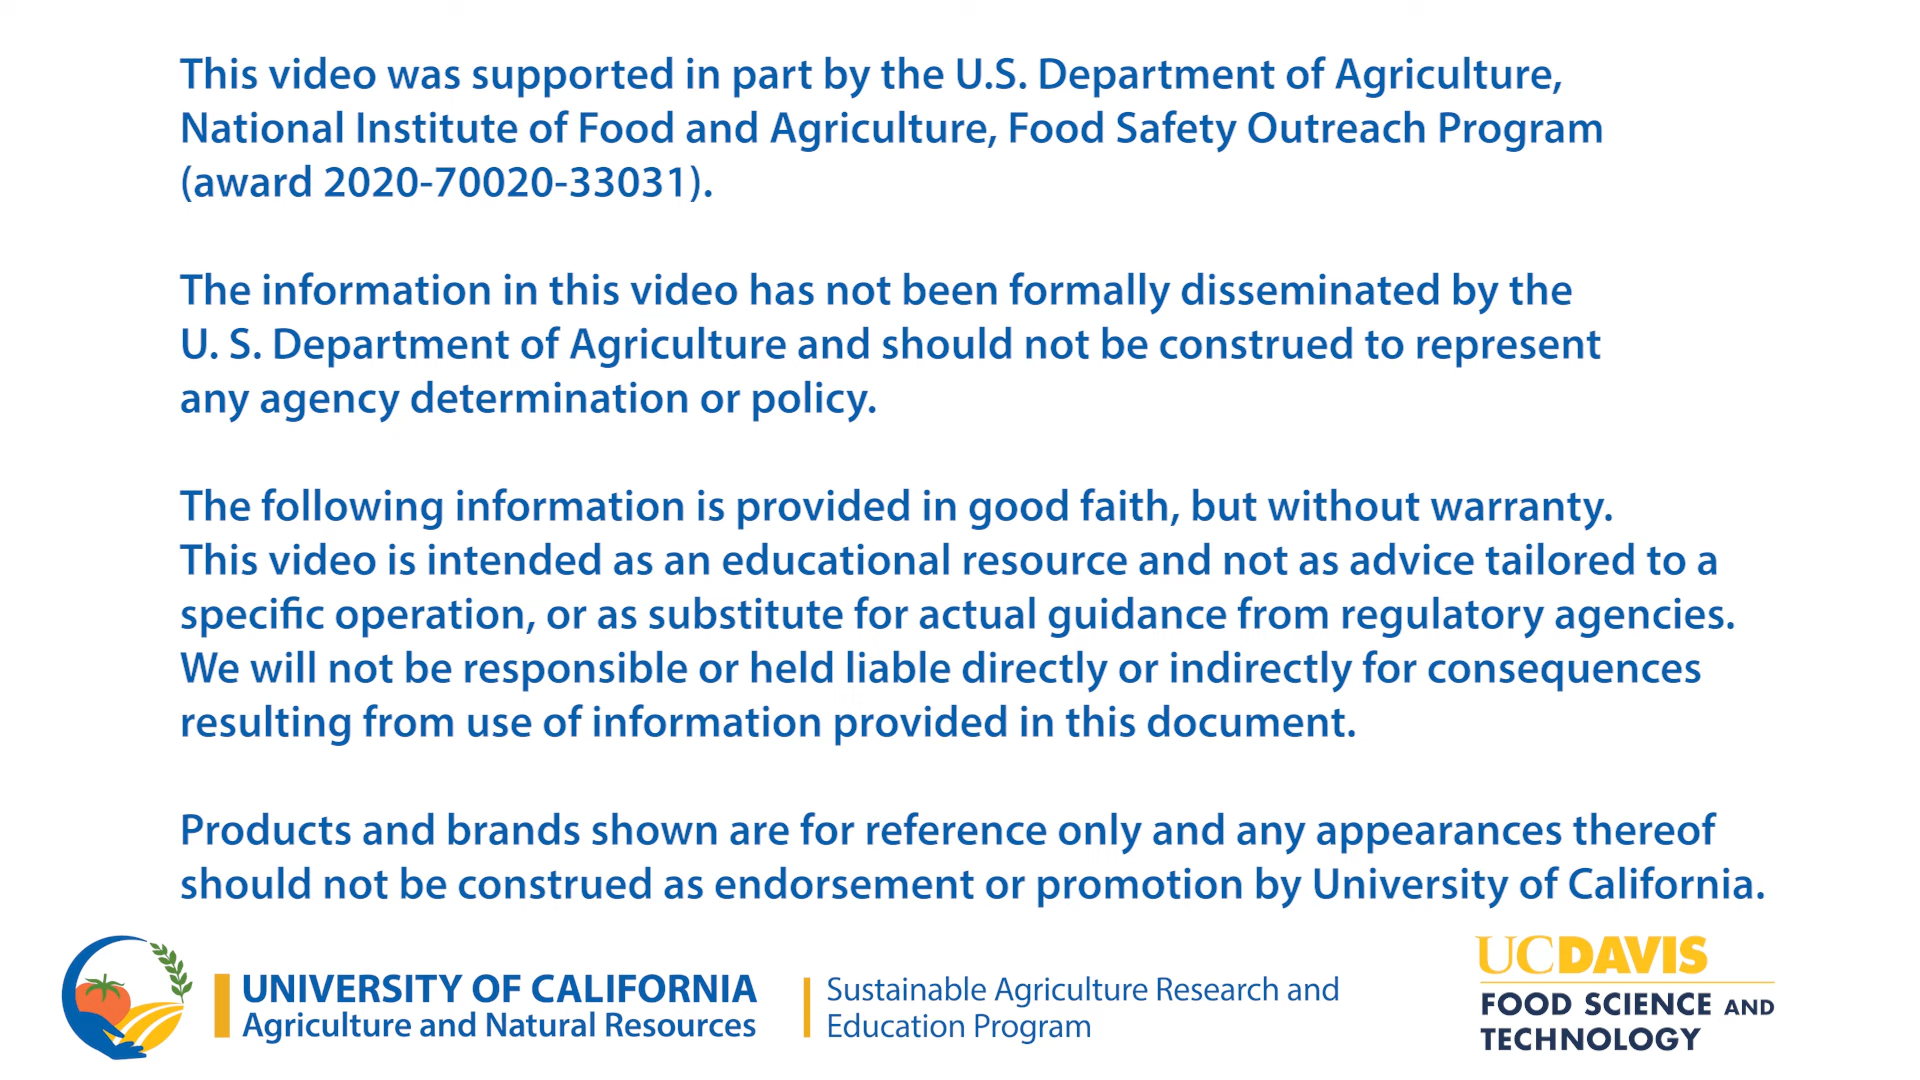 This video was supported in part by the U.S. Department of Agriculture,
National Institute of Food and Agriculture, Food Safety Outreach Program
(award 2020-70020-33031).
The information in this video has not been formally disseminated by the
U. S. Department of Agriculture and should not be construed to represent
any agency determination or policy.
The following information is provided in good faith, but without warranty.
This video is intended as an educational resource and not as advice tailored to a
specific operation, or as substitute for actual guidance from regulatory agencies.
We will not be responsible or held liable directly or indirectly for consequences
resulting from use of information provided in this document.
Products and brands shown are for reference only and any appearances thereof
should not be construed as endorsement or promotion by University of California.
UNIVERSITY OF CALIFORNIA
Agriculture and Natural Resources
Sustainable Agriculture Research and
Education Program
UCDAVIS
FOOD SCIENCE AND
TECHNOLOGY